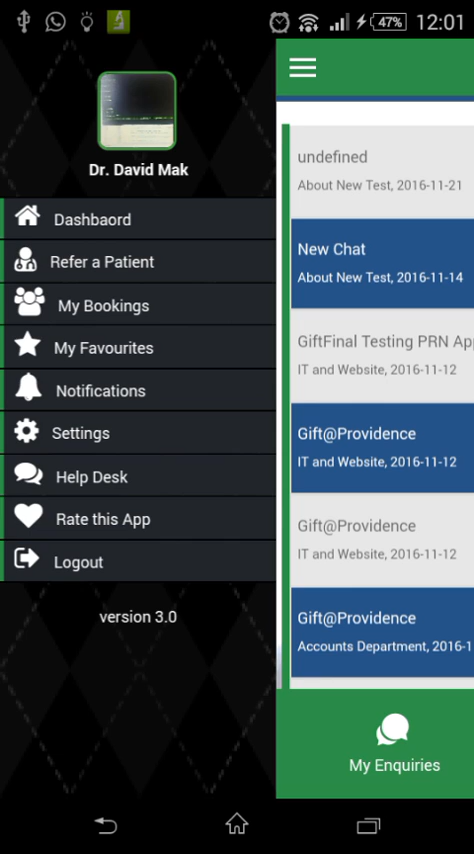 47% 12:01
Dr. David Mak
Dashbaord
Refer a Patient
My Bookings
My Favourites
Notifications
Settings
Help Desk
Rate this App
Logout
version 3.0
undefined
About New Test, 2016-11-21
New Chat
About New Test, 2016-11-14
GiftFinal Testing PRN Ap
IT and Website, 2016-11-12
Gift@Providence
IT and Website, 2016-11-12
Gift@Providence
IT and Website, 2016-11-12
Gift@Providence
Accounts Department, 2016-1
My Enquiries